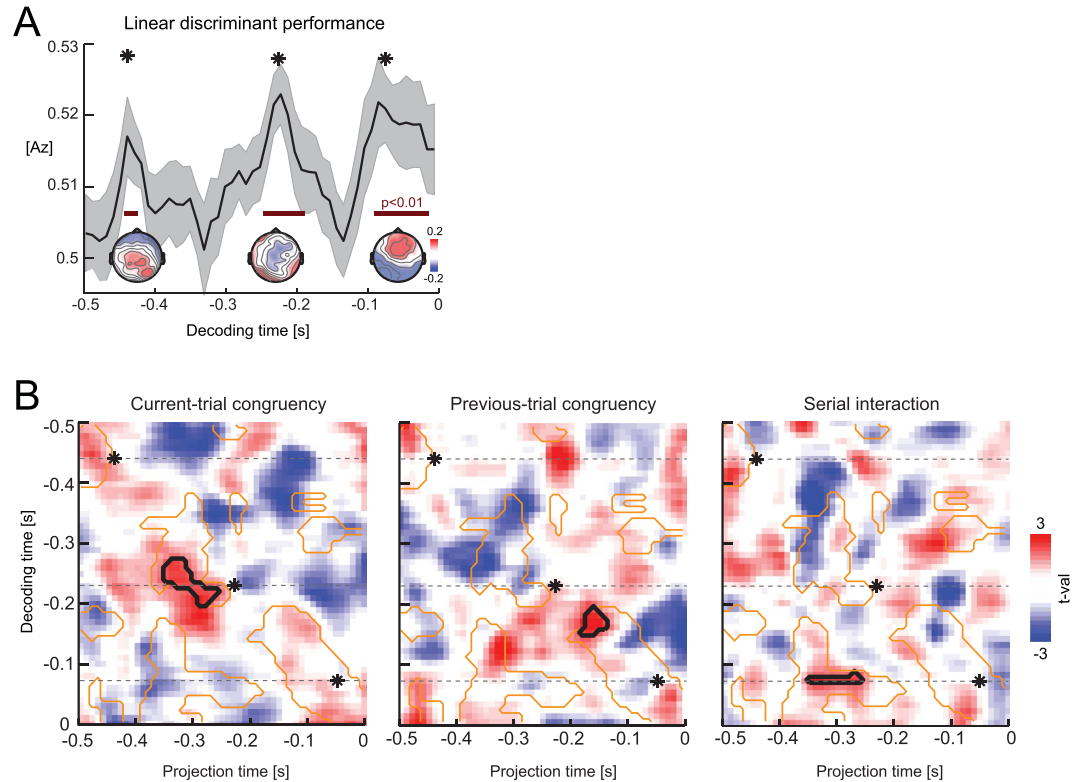 A
Linear discriminant performance
0.53
0.52
[Az]
0.51
0.5
p<0.01
0.2
-0.2
-0.5 -0.4 -0.3 -0.2 -0.1 0
Decoding time [s]
B
Current-trial congruency Previous-trial congruency Serial interaction
-0.5
-0.4
-0.3
-0.2
-0.1
0
Decoding time [s]
3
t-val
-3
-0.5 -0.4 -0.3 -0.2 -0.1 0 -0.5 -0.4 -0.3 -0.2 -0.1 0 -0.5 -0.4 -0.3 -0.2 -0.1 0
Projection time [s] Projection time [s] Projection time [s]